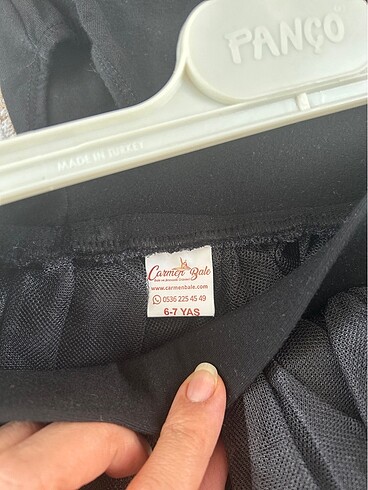 PANÇO
MADE IN TURKEY
Carmen Bale
www.carmenbale.com
0536 225 45 49
6-7 YAŞ